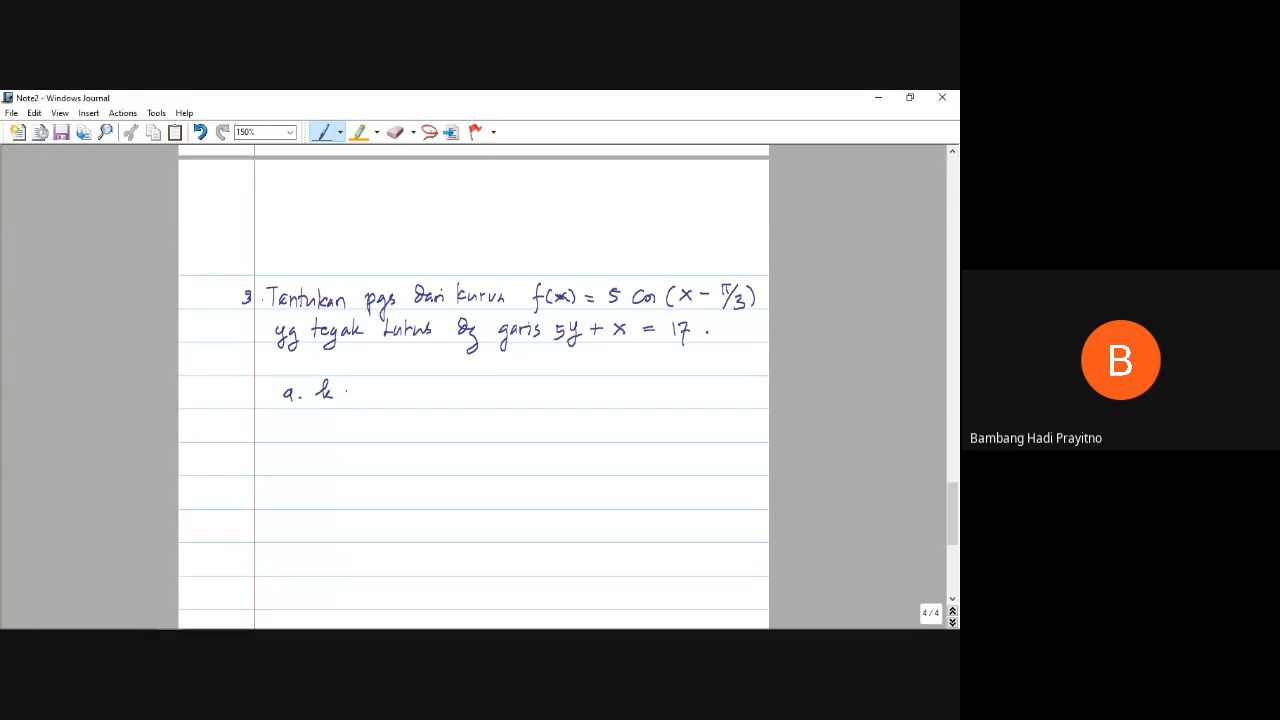 Note2 - Windows Journal
File Edit View Insert Actions Tools Help
150%
3. Tentukan pgs dari kurva f(x) = 5 cos (x - π/3)
yg tegak lurus dg garis 5y + x = 17 .
a. k
4 / 4
B
Bambang Hadi Prayitno